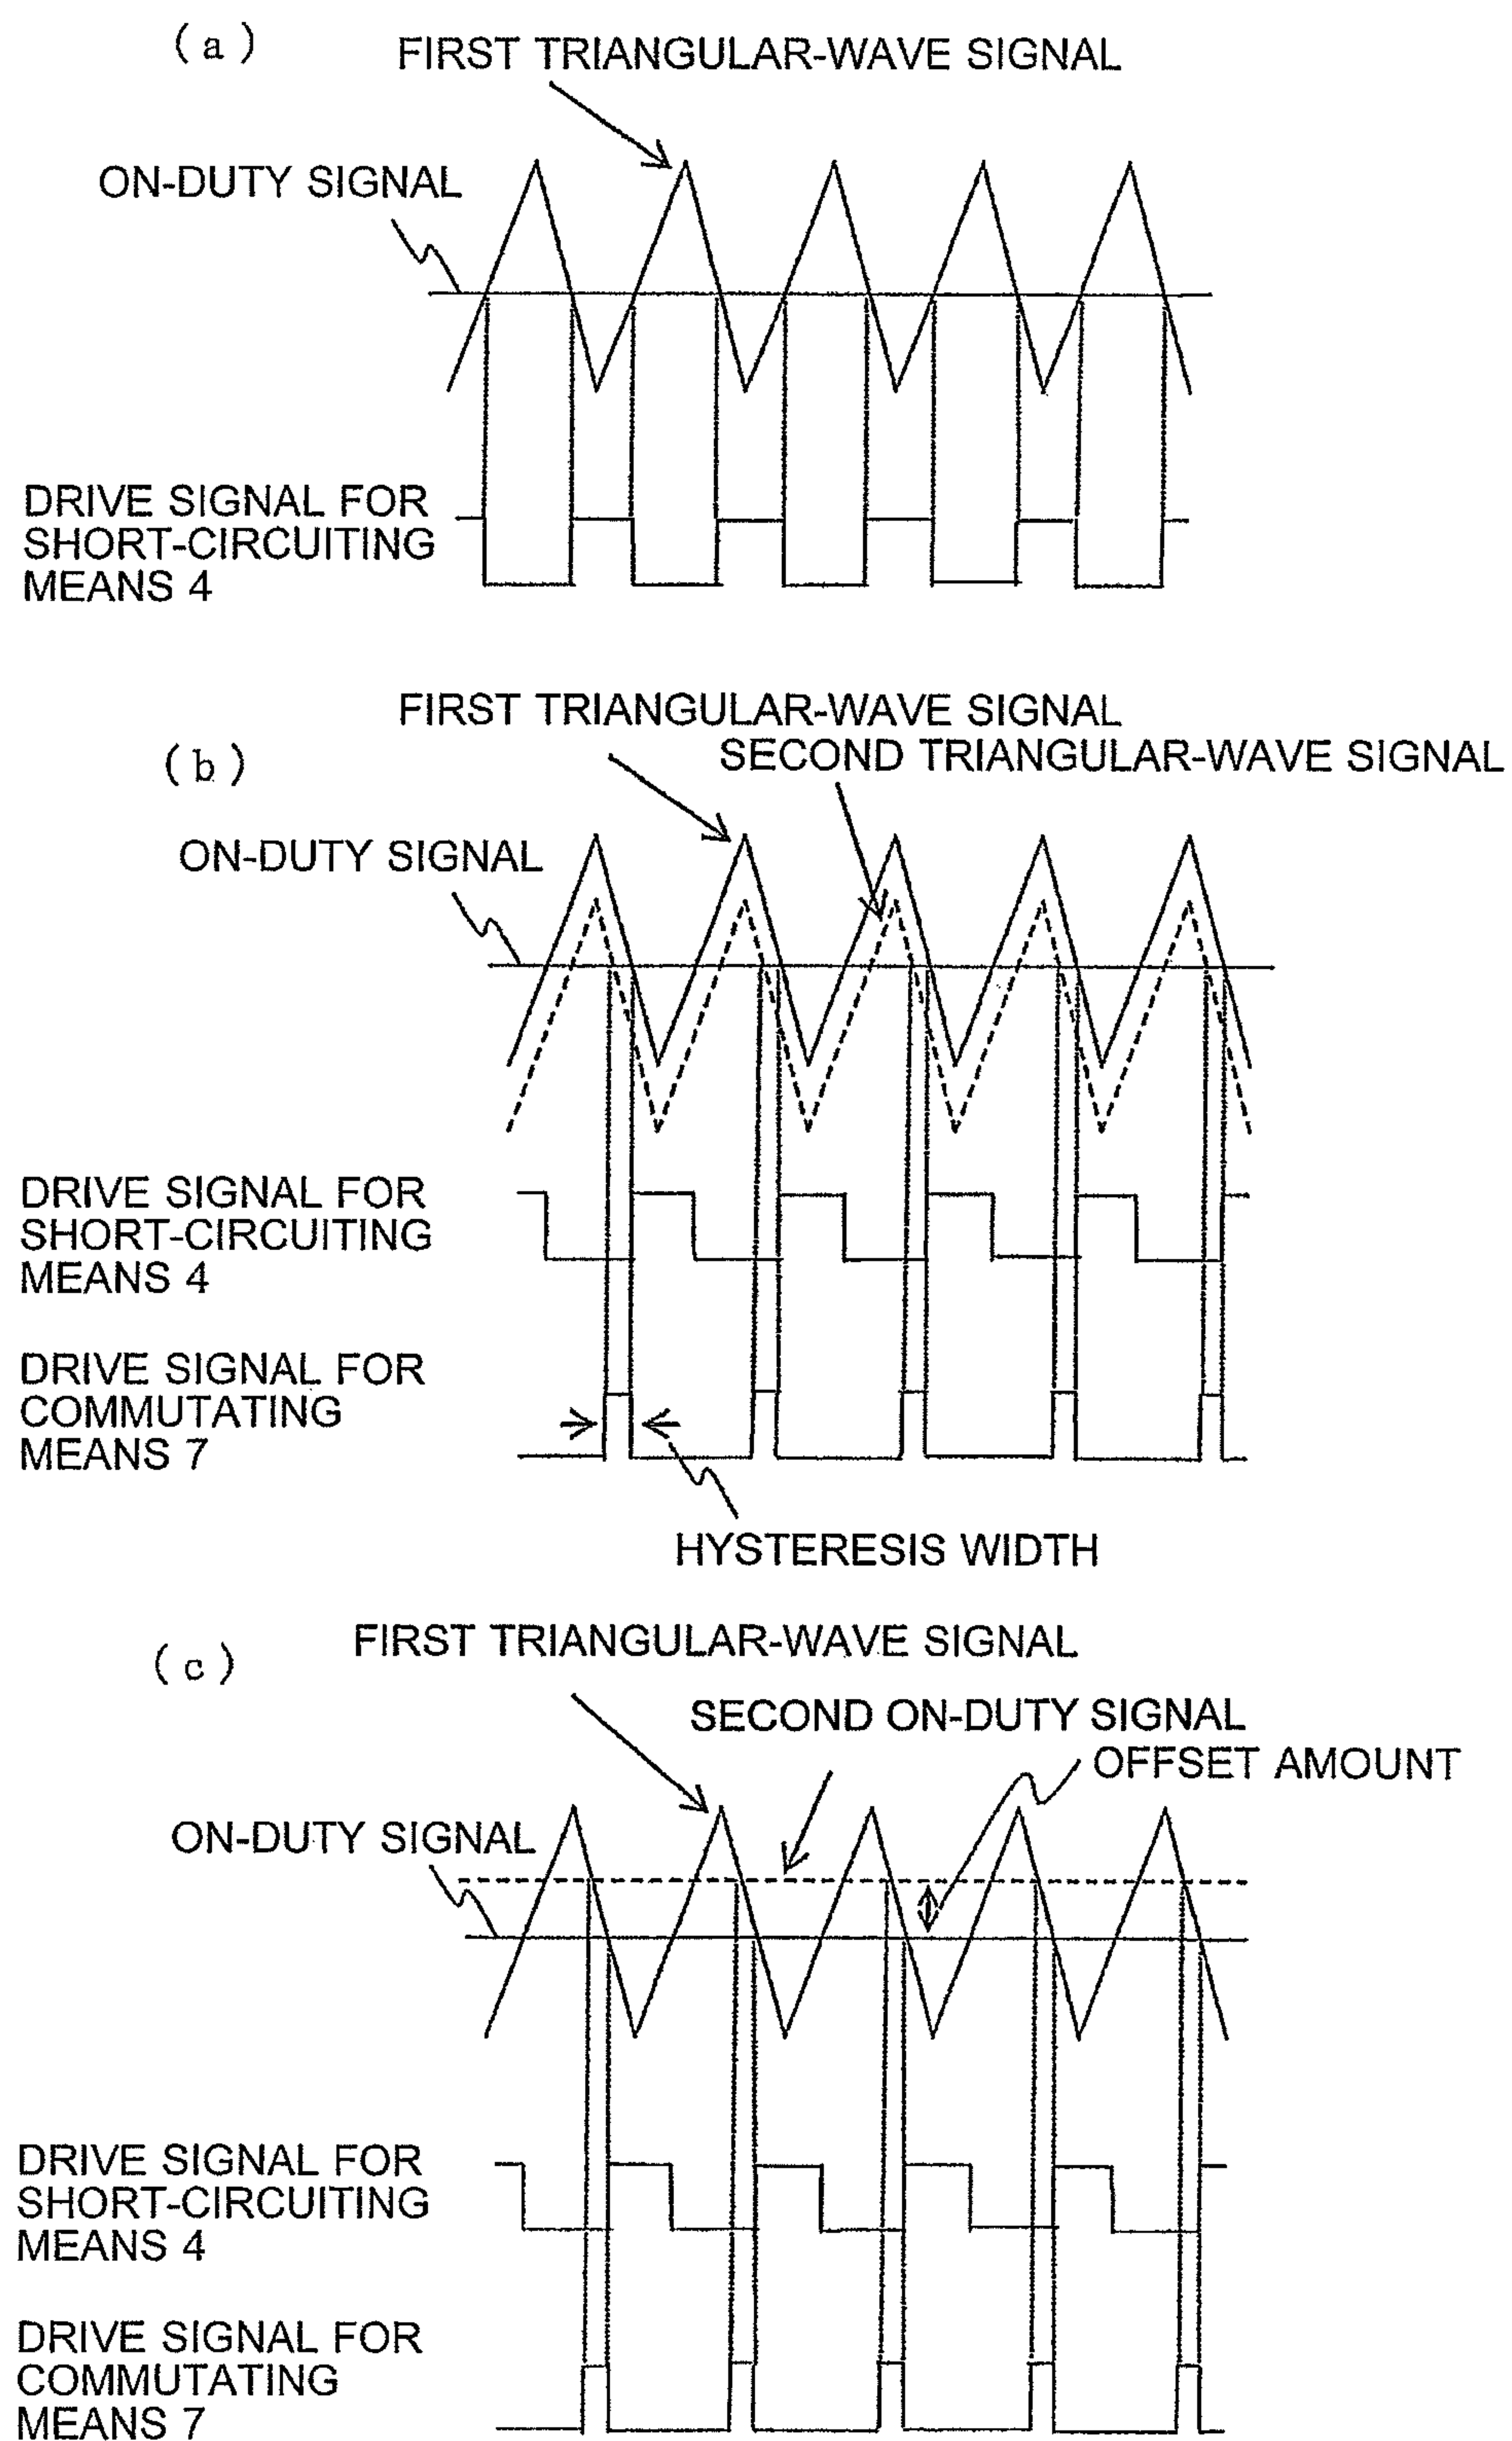 (a)
FIRST TRIANGULAR-WAVE SIGNAL
ON-DUTY SIGNAL
DRIVE SIGNAL FOR
SHORT-CIRCUITING
MEANS 4
FIRST TRIANGULAR-WAVE SIGNAL
(b)
SECOND TRIANGULAR-WAVE SIGNAL
ON-DUTY SIGNAL
DRIVE SIGNAL FOR
SHORT-CIRCUITING
MEANS 4
DRIVE SIGNAL FOR
COMMUTATING
MEANS 7
HYSTERESIS WIDTH
(c)
FIRST TRIANGULAR-WAVE SIGNAL
SECOND ON-DUTY SIGNAL
OFFSET AMOUNT
ON-DUTY SIGNAL
DRIVE SIGNAL FOR
SHORT-CIRCUITING
MEANS 4
DRIVE SIGNAL FOR
COMMUTATING
MEANS 7